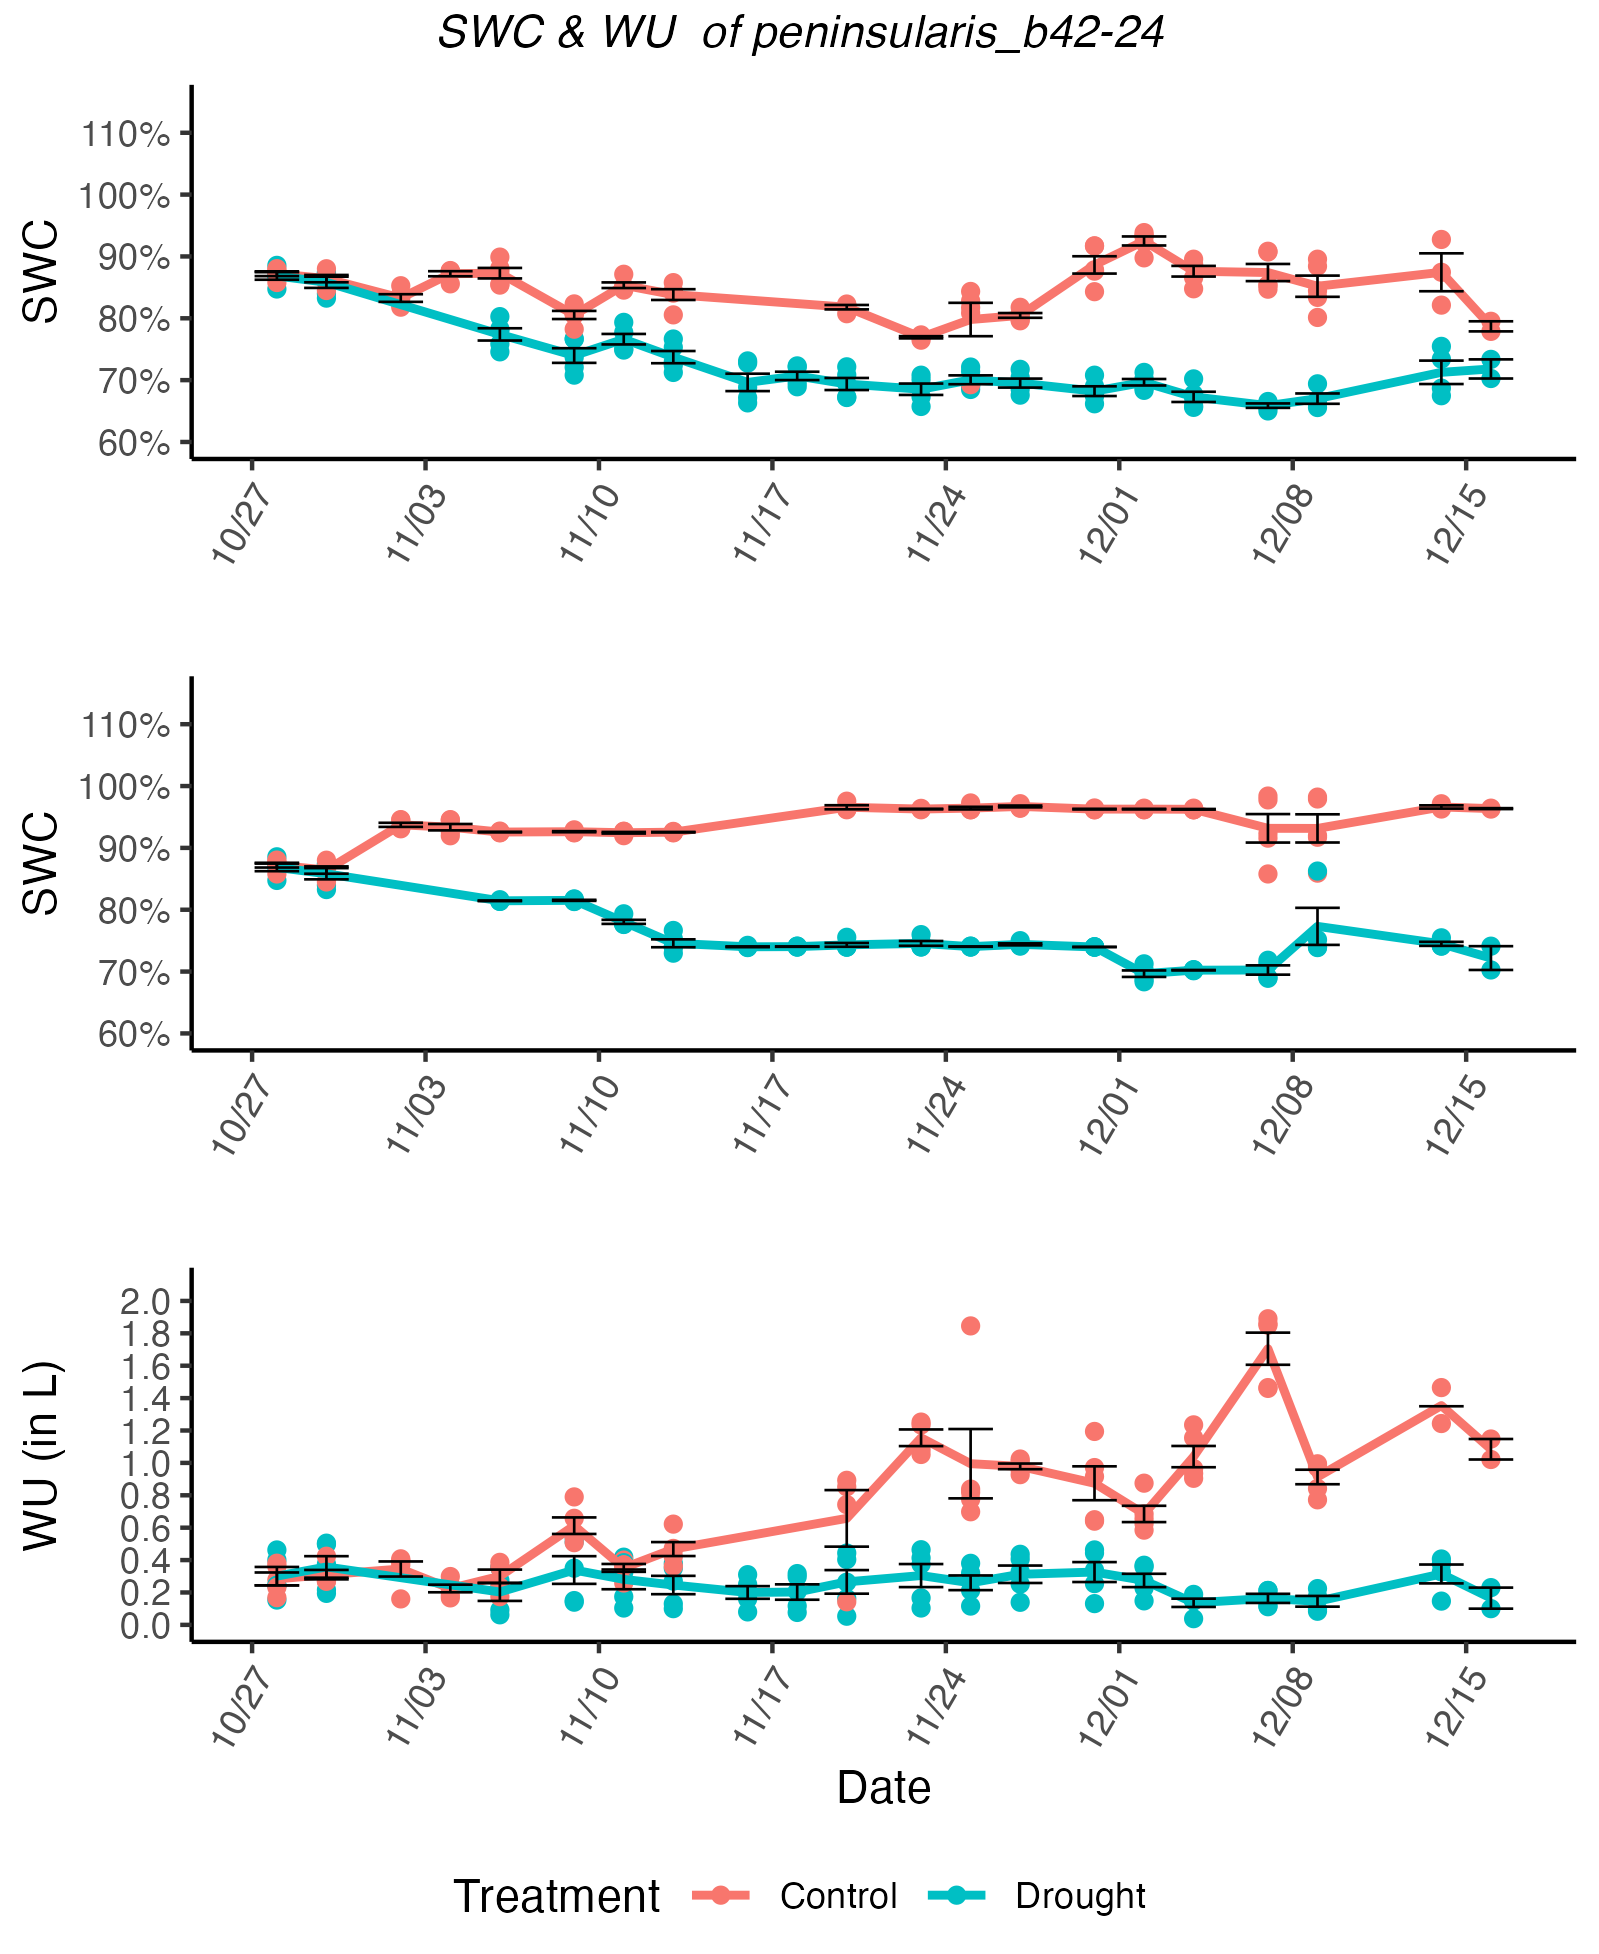 SWC & WU of peninsularis_b42-24
SWC
110%
100%
90%
80%
70%
60%
10/27 11/03 11/10 11/17 11/24 12/01 12/08 12/15
SWC
110%
100%
90%
80%
70%
60%
10/27 11/03 11/10 11/17 11/24 12/01 12/08 12/15
WU (in L)
2.0
1.8
1.6
1.4
1.2
1.0
0.8
0.6
0.4
0.2
0.0
10/27 11/03 11/10 11/17 11/24 12/01 12/08 12/15
Date
Treatment Control Drought